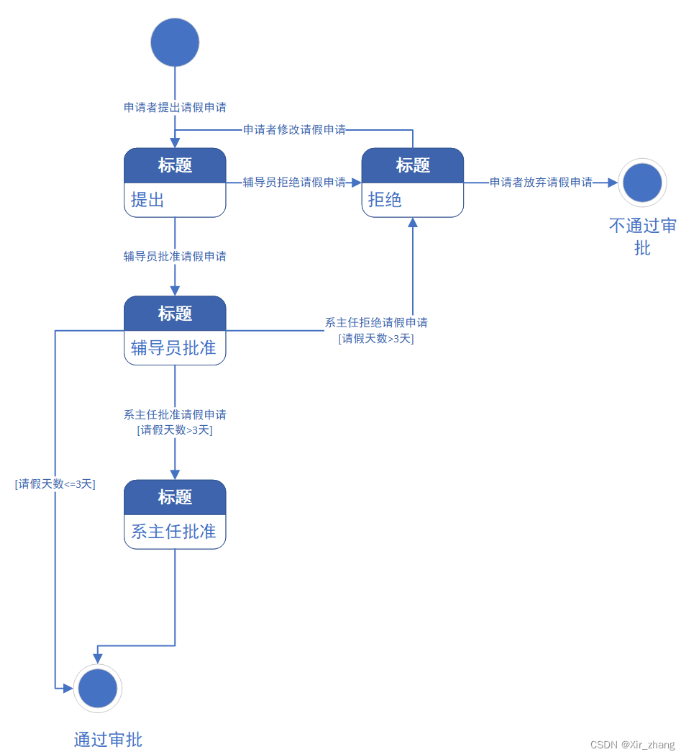 申请者提出请假申请
申请者修改请假申请
标题
提出
辅导员拒绝请假申请
标题
拒绝
申请者放弃请假申请
不通过审
批
辅导员批准请假申请
标题
辅导员批准
系主任拒绝请假申请
[请假天数>3天]
系主任批准请假申请
[请假天数>3天]
[请假天数<=3天]
标题
系主任批准
通过审批
CSDN @Xir_zhang